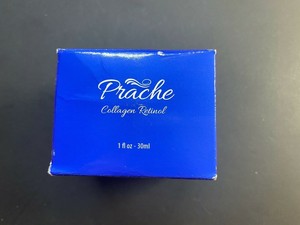 Prache
Collagen Retinol
1 fl oz - 30ml